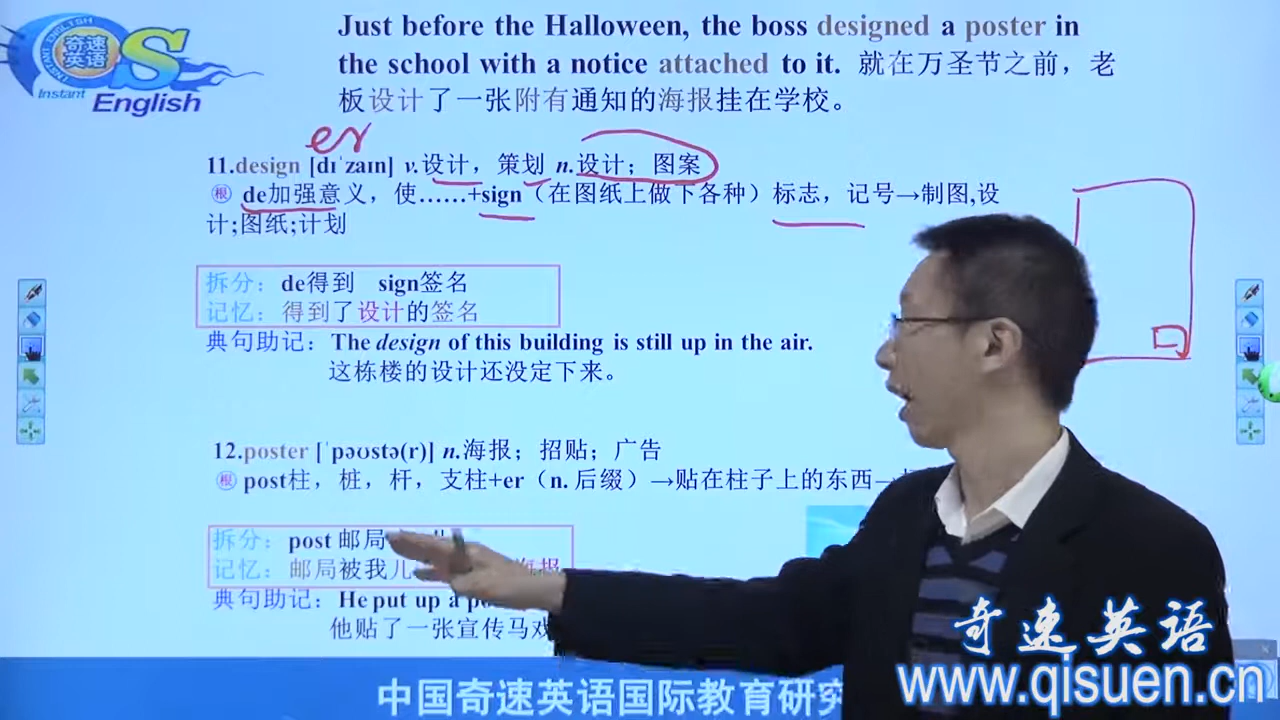 Just before the Halloween, the boss designed a poster in
the school with a notice attached to it. 就在万圣节之前，老
板设计了一张附有通知的海报挂在学校。
INSTANT ENGLISH
奇速
英语
S
Instant
English
er
11.design [dɪˈzaɪn] v.设计，策划 n.设计；图案
根 de加强意义，使……+sign（在图纸上做下各种）标志，记号→制图,设
计;图纸;计划
拆分：de得到 sign签名
记忆：得到了设计的签名
典句助记：The design of this building is still up in the air.
这栋楼的设计还没定下来。
12.poster [ˈpəʊstə(r)] n.海报；招贴；广告
根 post柱，桩，杆，支柱+er（n. 后缀）→贴在柱子上的东西→
拆分：post 邮局
记忆：邮局被我儿 海报
典句助记：He put up a
他贴了一张宣传马戏
奇速英语
www.qisuen.cn
中国奇速英语国际教育研究